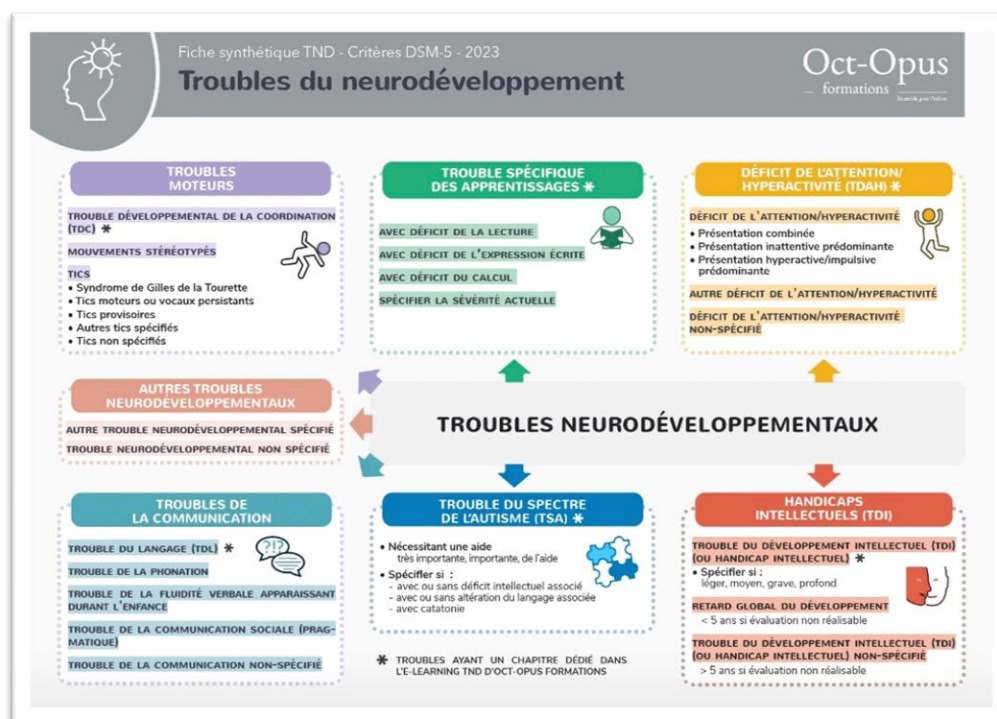 Fiche synthétique TND - Critères DSM-5 - 2023
Troubles du neurodéveloppement
Oct-Opus
formations
TROUBLES
MOTEURS
TROUBLE DÉVELOPPEMENTAL DE LA COORDINATION
(TDC) *
MOUVEMENTS STÉRÉOTYPÉS
TICS
• Syndrome de Gilles de la Tourette
• Tics moteurs ou vocaux persistants
• Tics provisoires
• Autres tics spécifiés
• Tics non spécifiés
TROUBLE SPÉCIFIQUE
DES APPRENTISSAGES *
AVEC DÉFICIT DE LA LECTURE
AVEC DÉFICIT DE L'EXPRESSION ÉCRITE
AVEC DÉFICIT DU CALCUL
SPÉCIFIER LA SÉVÉRITÉ ACTUELLE
DÉFICIT DE L'ATTENTION/
HYPERACTIVITÉ (TDAH) *
DÉFICIT DE L'ATTENTION/HYPERACTIVITÉ
• Présentation combinée
• Présentation inattentive prédominante
• Présentation hyperactive/impulsive
prédominante
AUTRE DÉFICIT DE L'ATTENTION/HYPERACTIVITÉ
DÉFICIT DE L'ATTENTION/HYPERACTIVITÉ
NON-SPÉCIFIÉ
AUTRES TROUBLES
NEURODÉVELOPPEMENTAUX
AUTRE TROUBLE NEURODÉVELOPPEMENTAL SPÉCIFIÉ
TROUBLE NEURODÉVELOPPEMENTAL NON SPÉCIFIÉ
TROUBLES NEURODÉVELOPPEMENTAUX
TROUBLES DE
LA COMMUNICATION
TROUBLE DU LANGAGE (TDL) *
?!?
TROUBLE DE LA PHONATION
TROUBLE DE LA FLUIDITÉ VERBALE APPARAISSANT
DURANT L'ENFANCE
TROUBLE DE LA COMMUNICATION SOCIALE (PRAG-
MATIQUE)
TROUBLE DE LA COMMUNICATION NON-SPÉCIFIÉ
TROUBLE DU SPECTRE
DE L'AUTISME (TSA) *
• Nécessitant une aide
très importante, importante, de l'aide
• Spécifier si :
- avec ou sans déficit intellectuel associé
- avec ou sans altération du langage associée
- avec catatonie
* TROUBLES AYANT UN CHAPITRE DÉDIÉ DANS
L'E-LEARNING TND D'OCT-OPUS FORMATIONS
HANDICAPS
INTELLECTUELS (TDI)
TROUBLE DU DÉVELOPPEMENT INTELLECTUEL (TDI)
(OU HANDICAP INTELLECTUEL) *
• Spécifier si :
léger, moyen, grave, profond
RETARD GLOBAL DU DÉVELOPPEMENT
< 5 ans si évaluation non réalisable
TROUBLE DU DÉVELOPPEMENT INTELLECTUEL (TDI)
(OU HANDICAP INTELLECTUEL) NON-SPÉCIFIÉ
> 5 ans si évaluation non réalisable